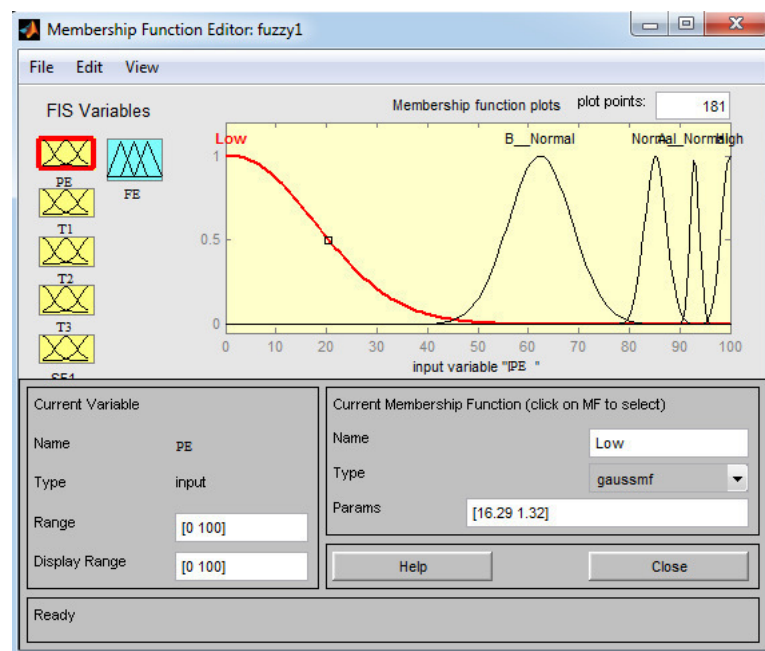 Membership Function Editor: fuzzy1
File Edit View
FIS Variables
Membership function plots plot points: 181
PE
FE
T1
T2
T3
SF1
Low B__Normal Normal A_Normal High
1
0.5
0
0 10 20 30 40 50 60 70 80 90 100
input variable "PE "
Current Variable
Name PE
Type input
Range [0 100]
Display Range [0 100]
Current Membership Function (click on MF to select)
Name Low
Type gaussmf
Params [16.29 1.32]
Help Close
Ready